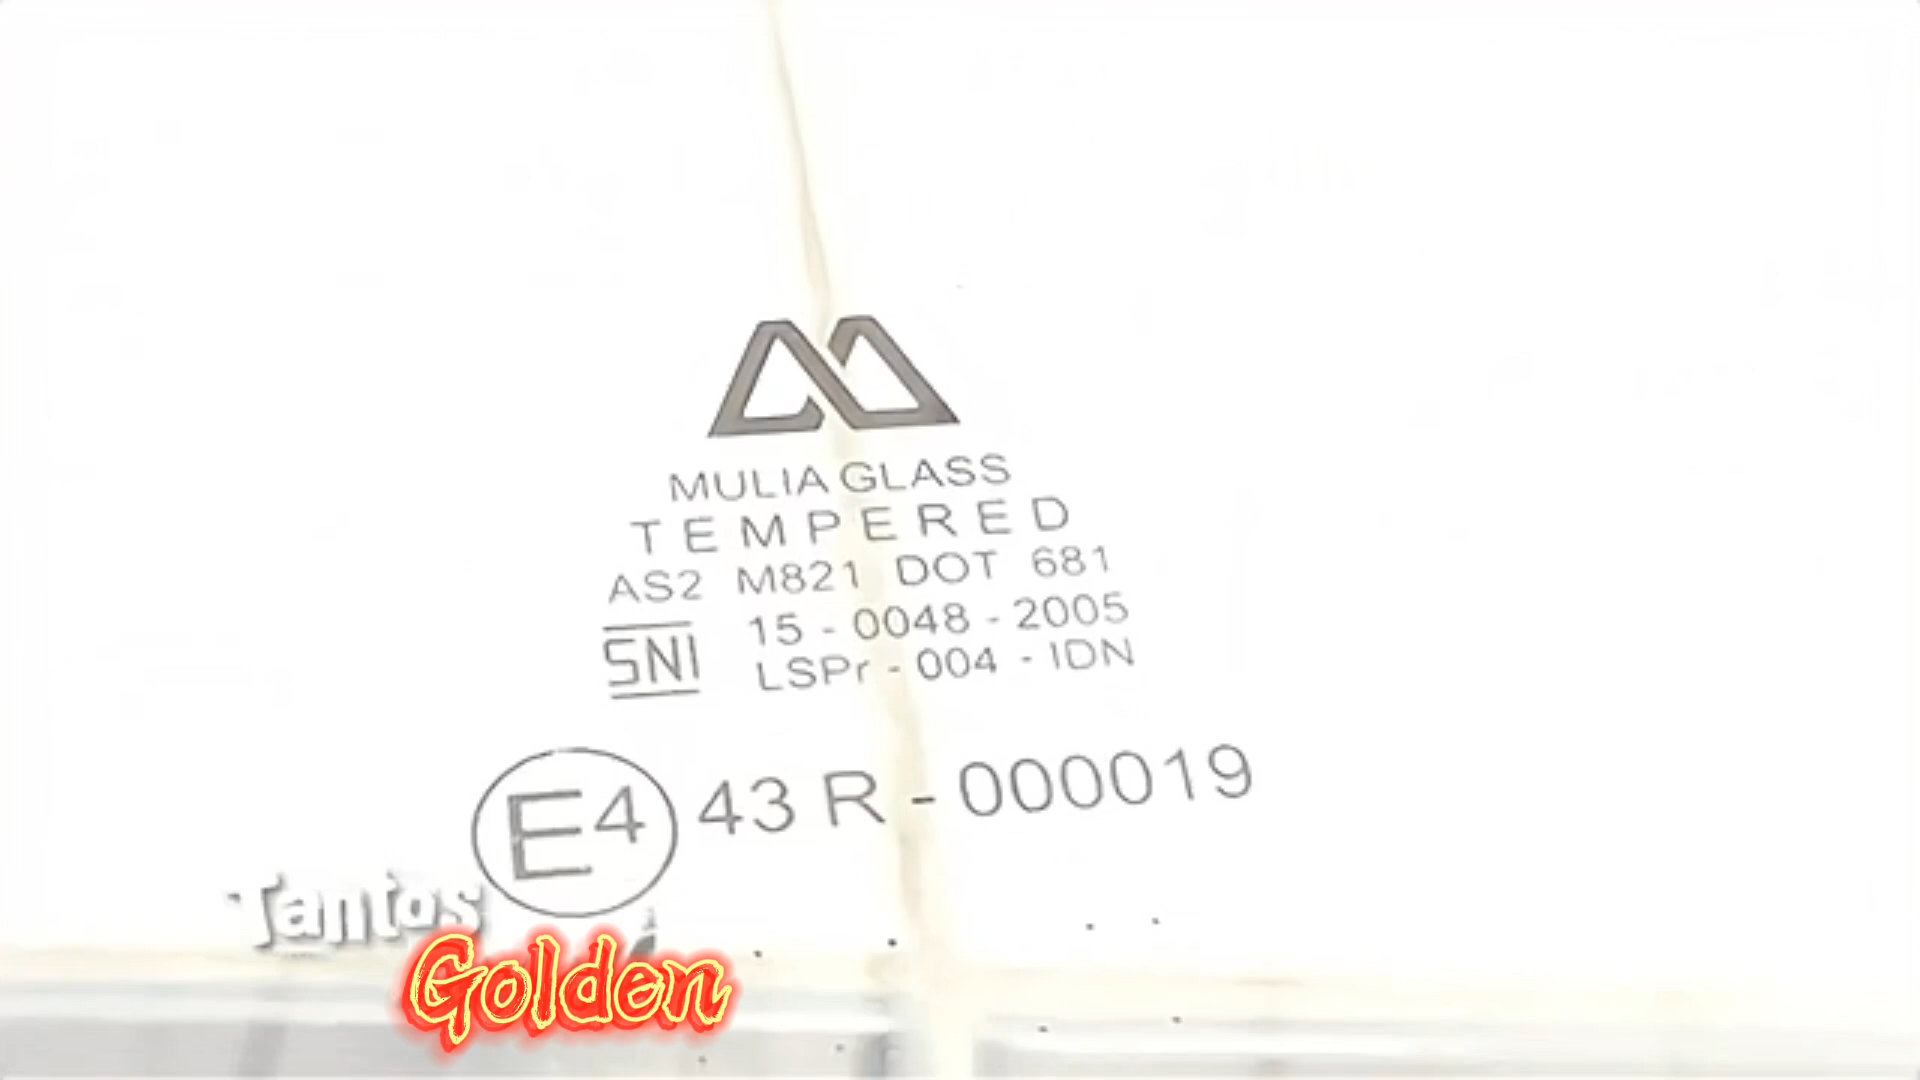 MULIA GLASS
TEMPERED
AS2 M821 DOT 681
SNI 15 - 0048 - 2005
LSPr - 004 - IDN
E4 43 R - 000019
Tantos
Golden